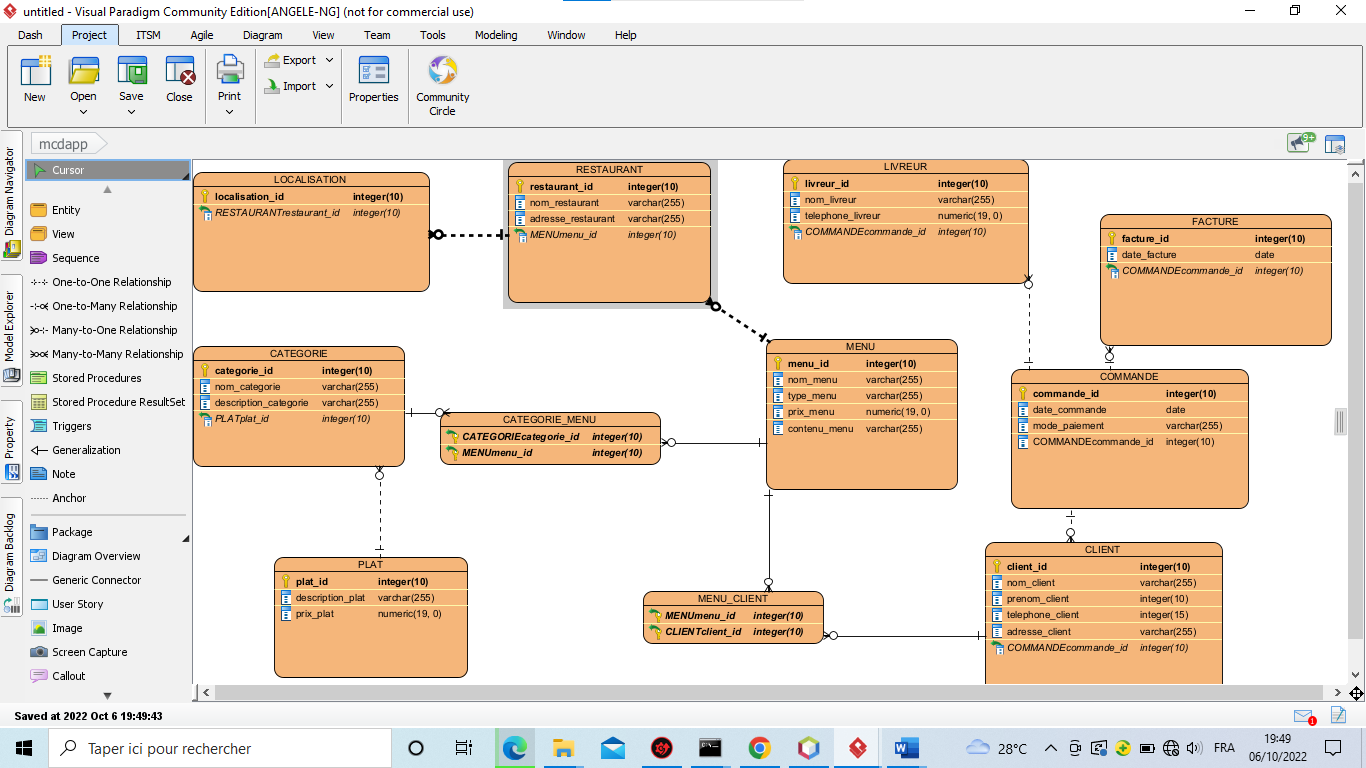 untitled - Visual Paradigm Community Edition[ANGELE-NG] (not for commercial use)
Dash Project ITSM Agile Diagram View Team Tools Modeling Window Help
New Open Save Close Print Export Import Properties Community Circle
mcdapp
9+
Diagram Navigator
Model Explorer
Property
Diagram Backlog
Cursor
Entity
View
Sequence
One-to-One Relationship
One-to-Many Relationship
Many-to-One Relationship
Many-to-Many Relationship
Stored Procedures
Stored Procedure ResultSet
Triggers
Generalization
Note
Anchor
Package
Diagram Overview
Generic Connector
User Story
Image
Screen Capture
Callout
LOCALISATION
localisation_id integer(10)
RESTAURANTrestaurant_id integer(10)
RESTAURANT
restaurant_id integer(10)
nom_restaurant varchar(255)
adresse_restaurant varchar(255)
MENUmenu_id integer(10)
LIVREUR
livreur_id integer(10)
nom_livreur varchar(255)
telephone_livreur numeric(19, 0)
COMMANDEcommande_id integer(10)
FACTURE
facture_id integer(10)
date_facture date
COMMANDEcommande_id integer(10)
CATEGORIE
categorie_id integer(10)
nom_categorie varchar(255)
description_categorie varchar(255)
PLATplat_id integer(10)
CATEGORIE_MENU
CATEGORIEcategorie_id integer(10)
MENUmenu_id integer(10)
MENU
menu_id integer(10)
nom_menu varchar(255)
type_menu varchar(255)
prix_menu numeric(19, 0)
contenu_menu varchar(255)
COMMANDE
commande_id integer(10)
date_commande date
mode_paiement varchar(255)
COMMANDEcommande_id integer(10)
PLAT
plat_id integer(10)
description_plat varchar(255)
prix_plat numeric(19, 0)
MENU_CLIENT
MENUmenu_id integer(10)
CLIENTclient_id integer(10)
CLIENT
client_id integer(10)
nom_client varchar(255)
prenom_client integer(10)
telephone_client integer(15)
adresse_client varchar(255)
COMMANDEcommande_id integer(10)
Saved at 2022 Oct 6 19:49:43
1
Taper ici pour rechercher
28°C
FRA
19:49
06/10/2022